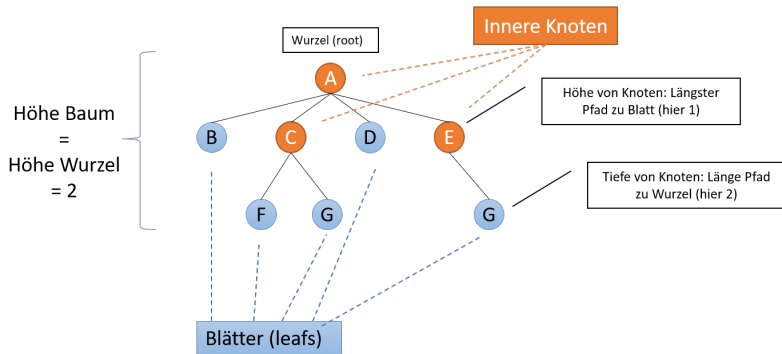 Innere Knoten
Wurzel (root)
A
Höhe von Knoten: Längster
Pfad zu Blatt (hier 1)
Höhe Baum
=
Höhe Wurzel
= 2
B
C
D
E
Tiefe von Knoten: Länge Pfad
zu Wurzel (hier 2)
F
G
G
Blätter (leafs)